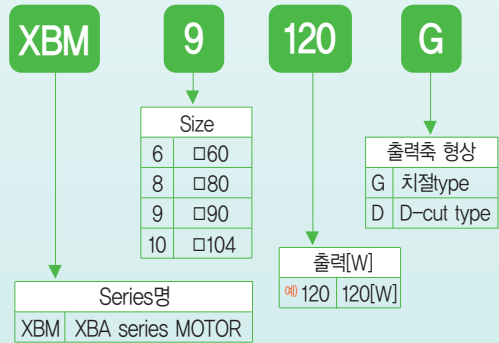 XBM 9 120 G
Size
6 □60
8 □80
9 □90
10 □104
출력축 형상
G 치절type
D D-cut type
출력[W]
예) 120 120[W]
Series명
XBM XBA series MOTOR